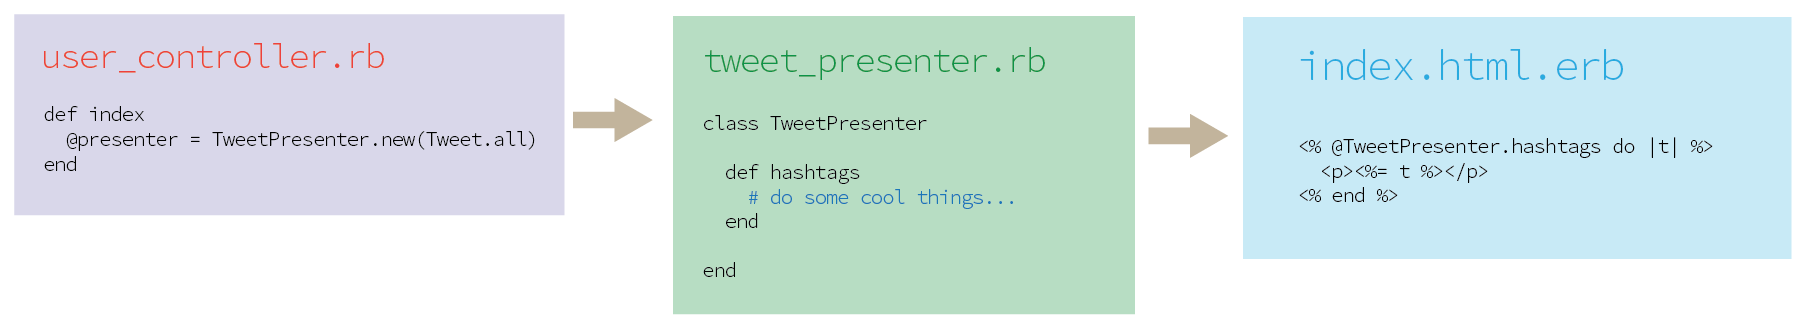 user_controller.rb
def index
  @presenter = TweetPresenter.new(Tweet.all)
end
tweet_presenter.rb
class TweetPresenter
  def hashtags
    # do some cool things...
  end
end
index.html.erb
<% @TweetPresenter.hashtags do |t| %>
  <p><%= t %></p>
<% end %>